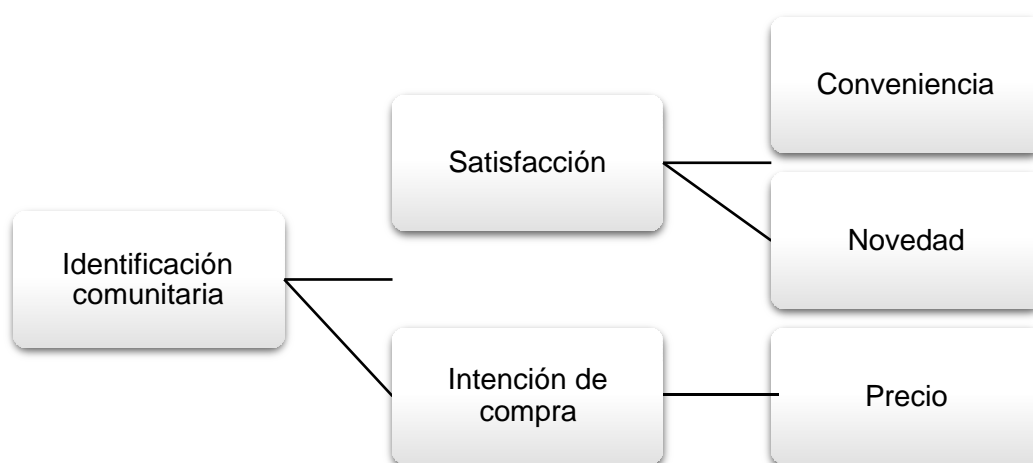 Conveniencia
Satisfacción
Novedad
Identificación
comunitaria
Intención de
compra
Precio